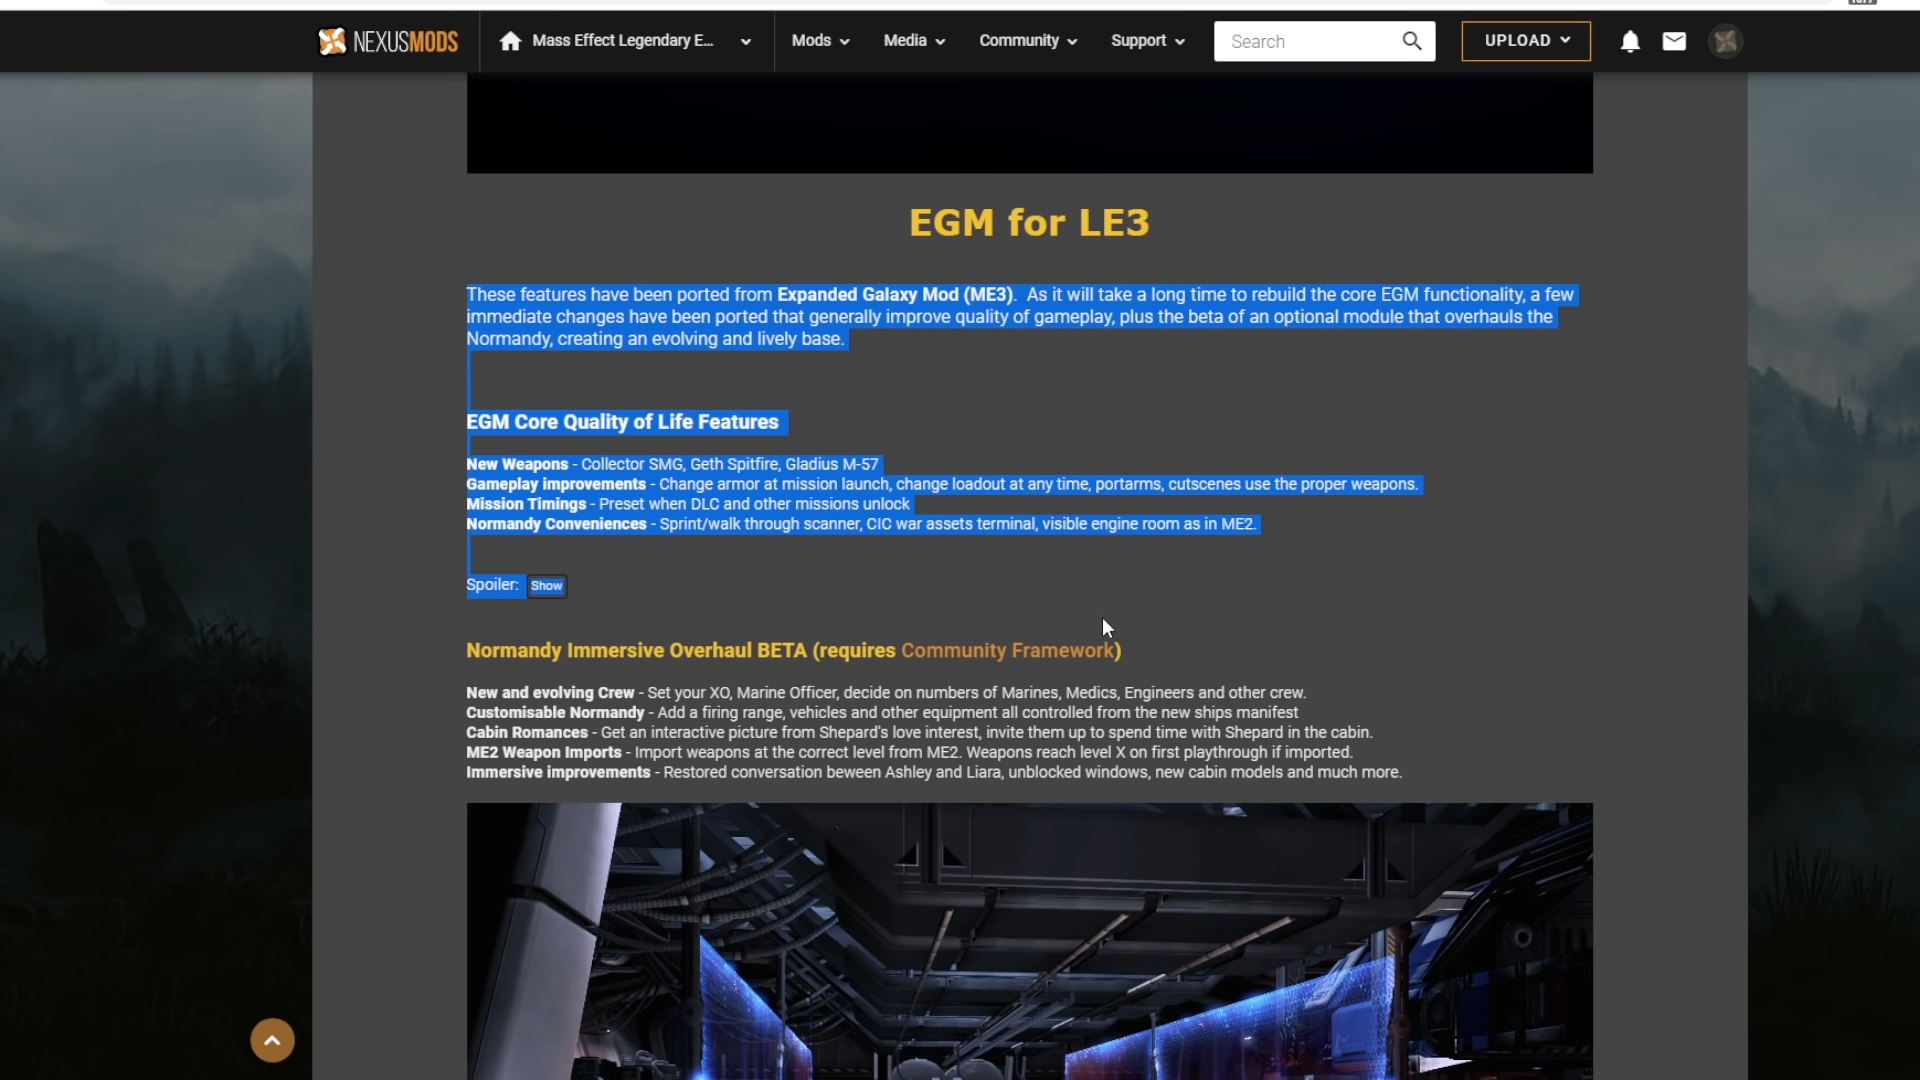 NEXUSMODS
Mass Effect Legendary E...
Mods
Media
Community
Support
Search
UPLOAD
EGM for LE3
These features have been ported from Expanded Galaxy Mod (ME3).  As it will take a long time to rebuild the core EGM functionality, a few
immediate changes have been ported that generally improve quality of gameplay, plus the beta of an optional module that overhauls the
Normandy, creating an evolving and lively base.
EGM Core Quality of Life Features
New Weapons - Collector SMG, Geth Spitfire, Gladius M-57
Gameplay improvements - Change armor at mission launch, change loadout at any time, portarms, cutscenes use the proper weapons.
Mission Timings - Preset when DLC and other missions unlock
Normandy Conveniences - Sprint/walk through scanner, CIC war assets terminal, visible engine room as in ME2.
Spoiler: Show
Normandy Immersive Overhaul BETA (requires Community Framework)
New and evolving Crew - Set your XO, Marine Officer, decide on numbers of Marines, Medics, Engineers and other crew.
Customisable Normandy - Add a firing range, vehicles and other equipment all controlled from the new ships manifest
Cabin Romances - Get an interactive picture from Shepard's love interest, invite them up to spend time with Shepard in the cabin.
ME2 Weapon Imports - Import weapons at the correct level from ME2. Weapons reach level X on first playthrough if imported.
Immersive improvements - Restored conversation beween Ashley and Liara, unblocked windows, new cabin models and much more.